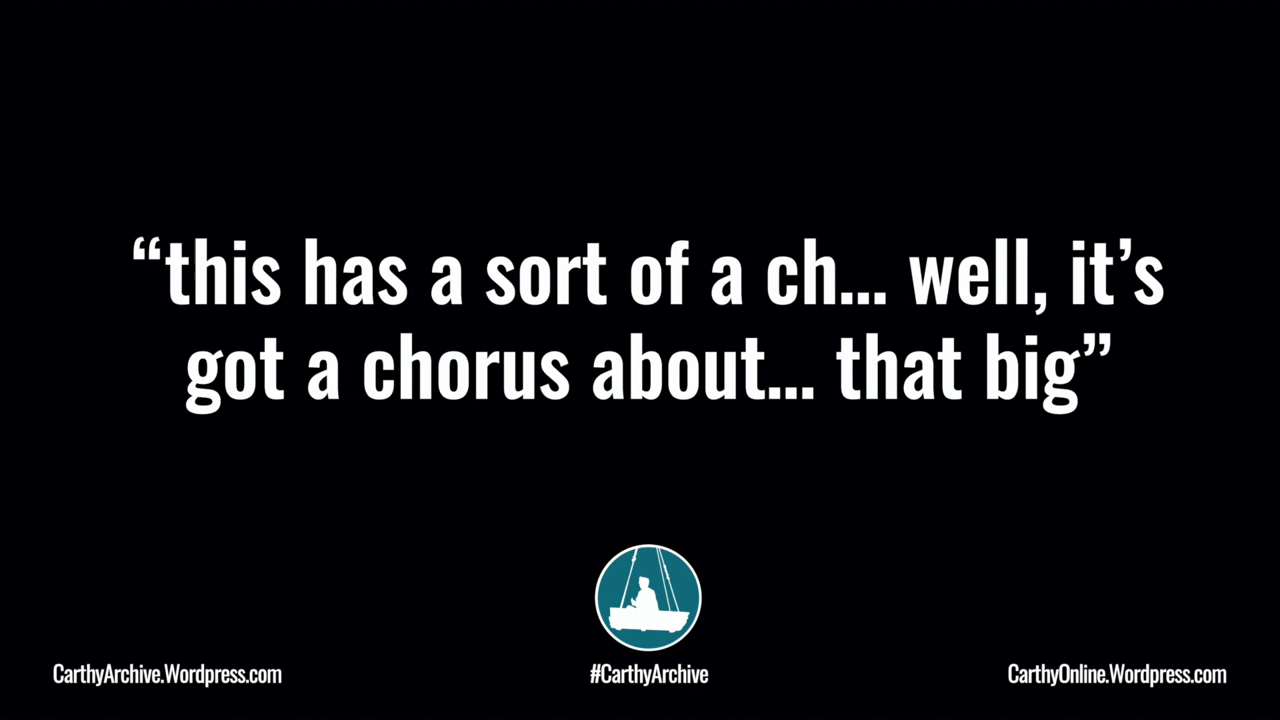 “this has a sort of a ch... well, it’s
got a chorus about... that big”
CarthyArchive.Wordpress.com
#CarthyArchive
CarthyOnline.Wordpress.com